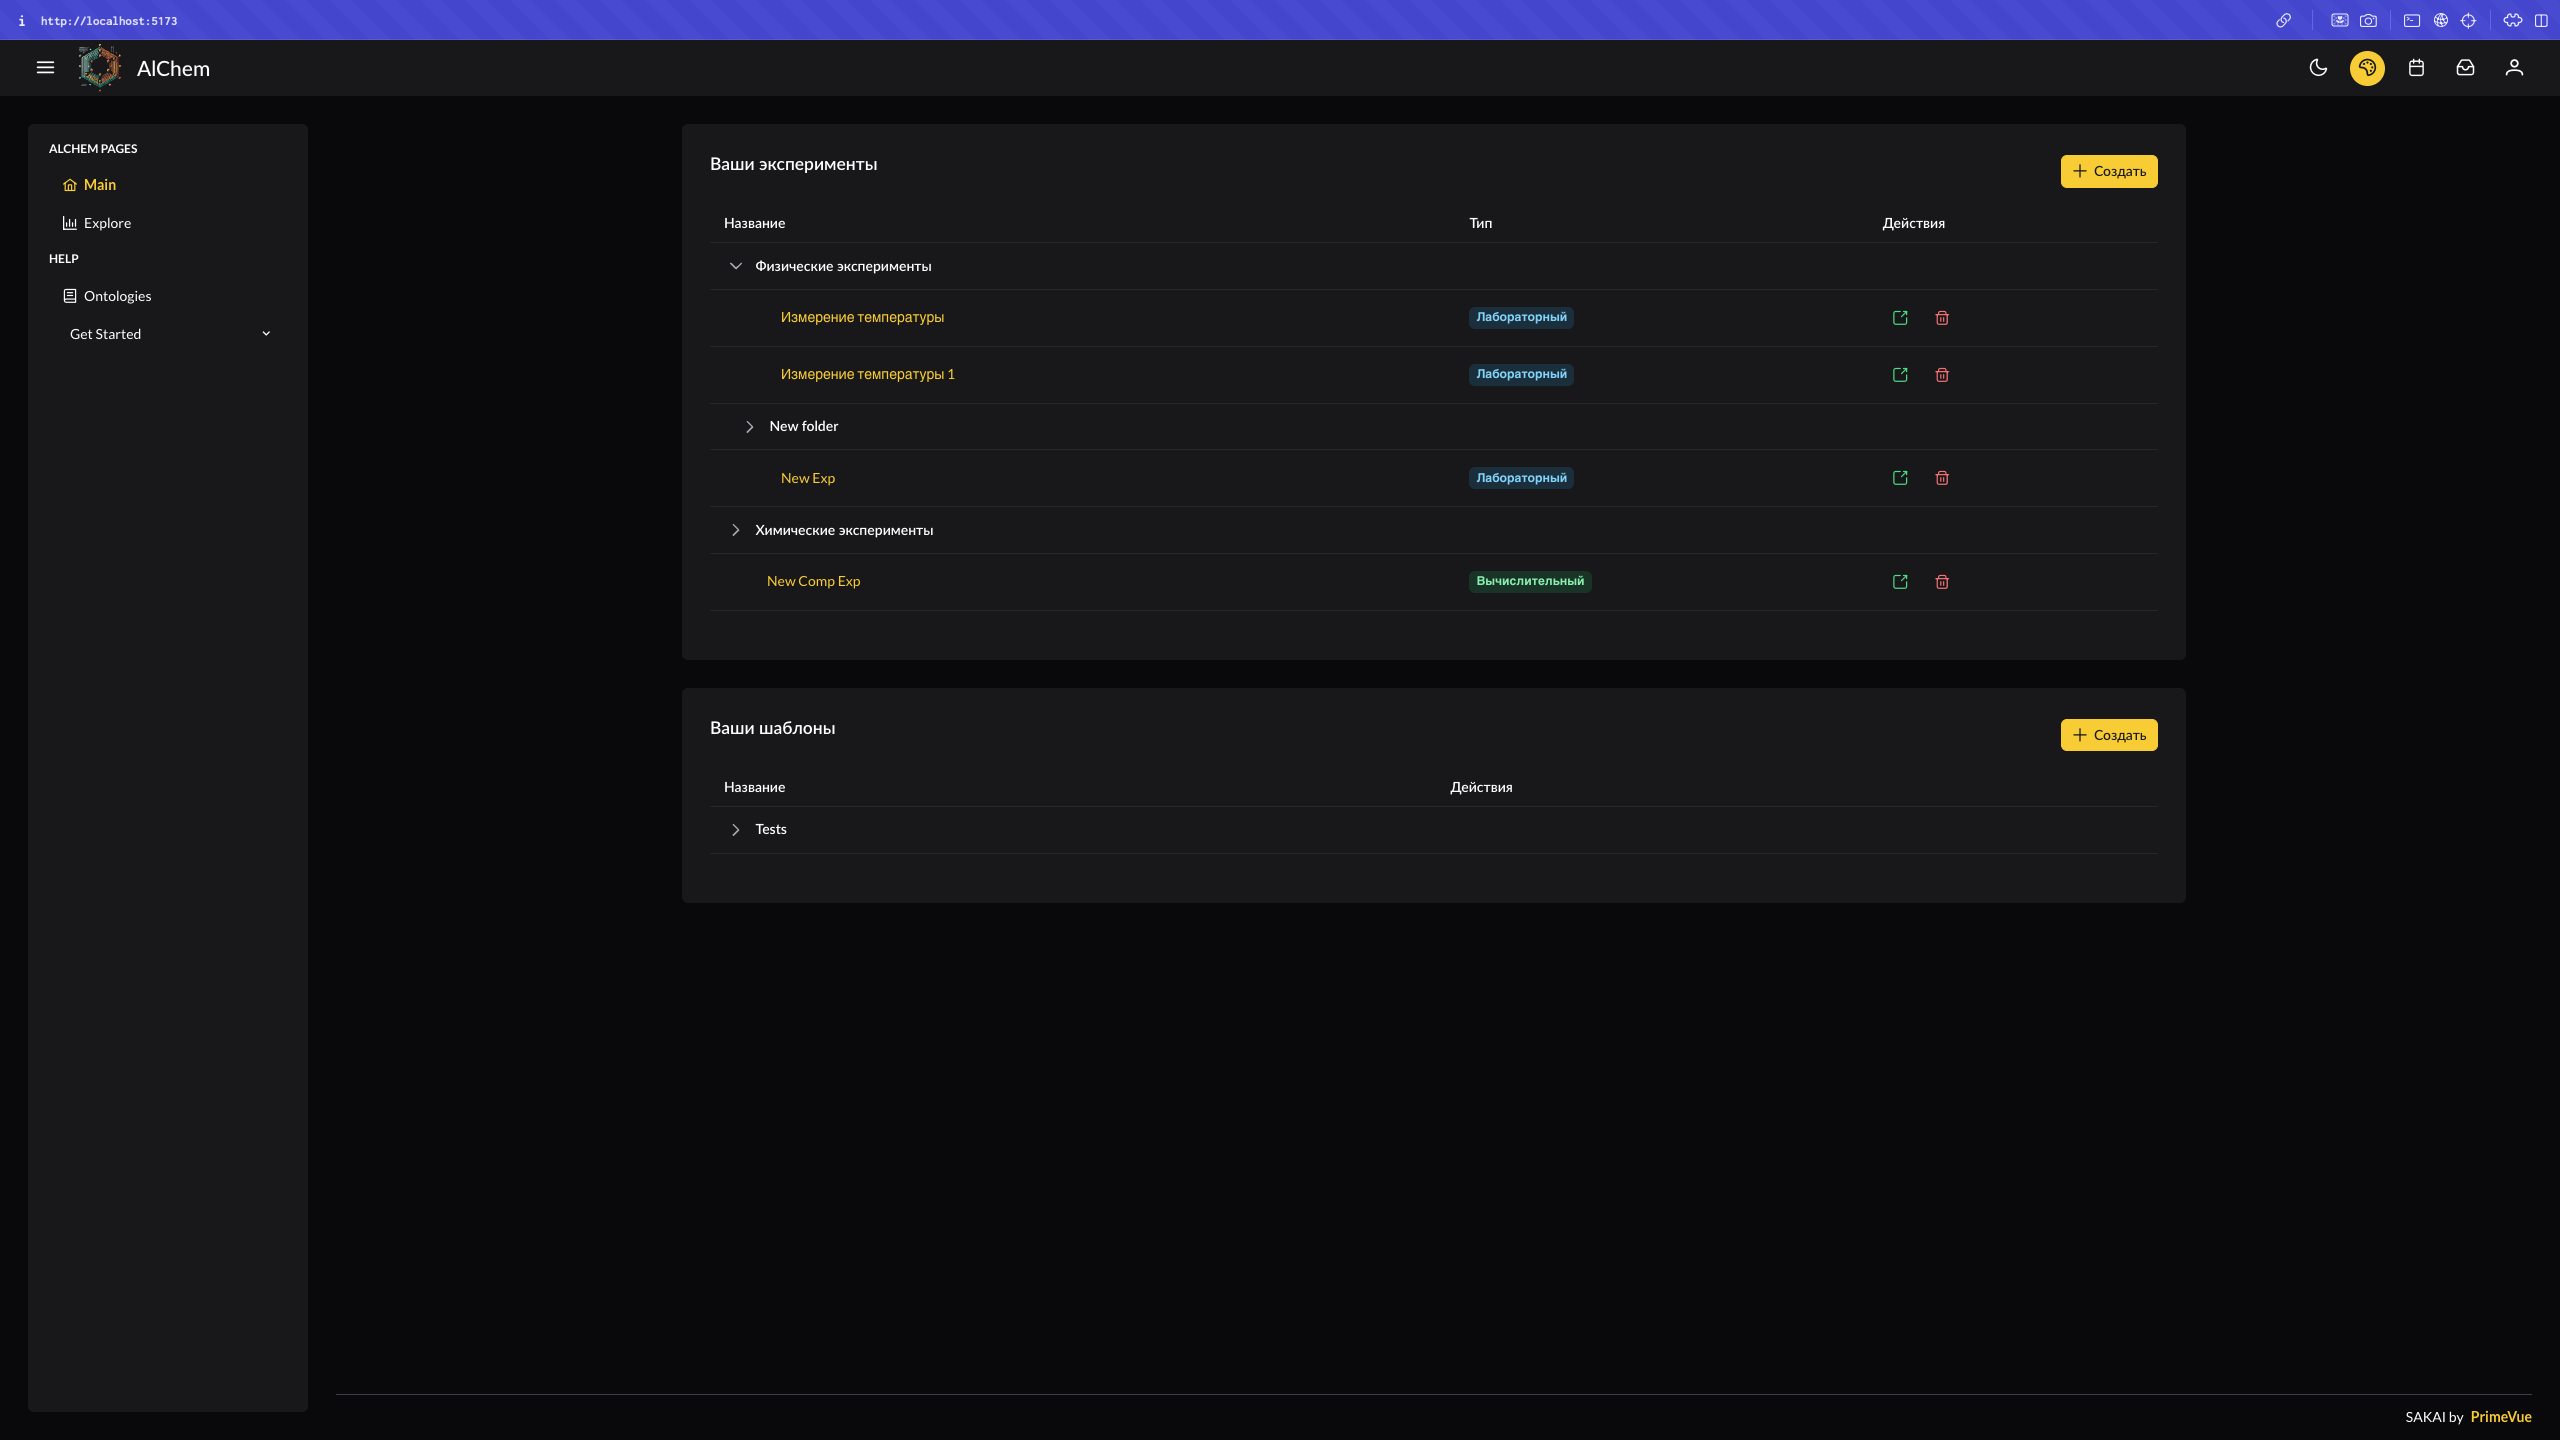 i http://localhost:5173
AlChem
ALCHEM PAGES
Main
Explore
HELP
Ontologies
Get Started
Ваши эксперименты
Создать
Название Тип Действия
Физические эксперименты
Измерение температуры Лабораторный
Измерение температуры 1 Лабораторный
New folder
New Exp Лабораторный
Химические эксперименты
New Comp Exp Вычислительный
Ваши шаблоны
Создать
Название Действия
Tests
SAKAI by PrimeVue